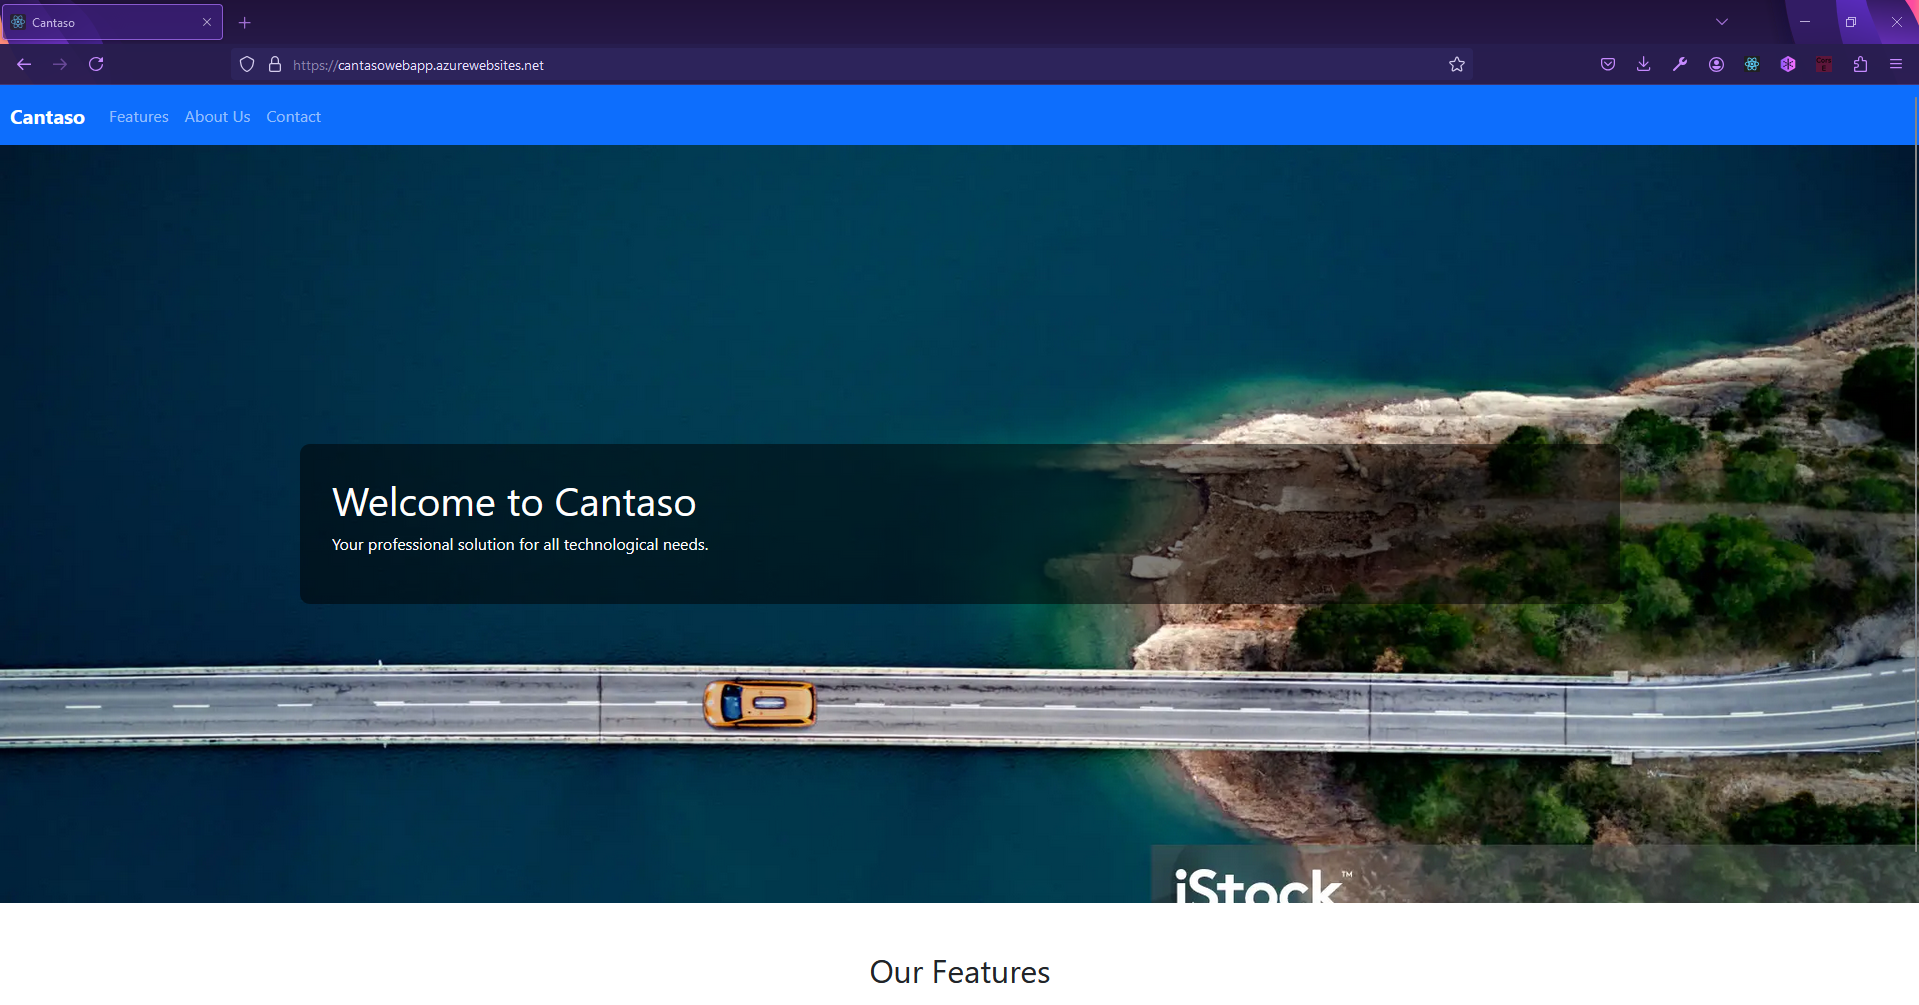 Cantaso
https://cantasowebapp.azurewebsites.net
Cantaso Features About Us Contact
Welcome to Cantaso
Your professional solution for all technological needs.
iStock™
Our Features